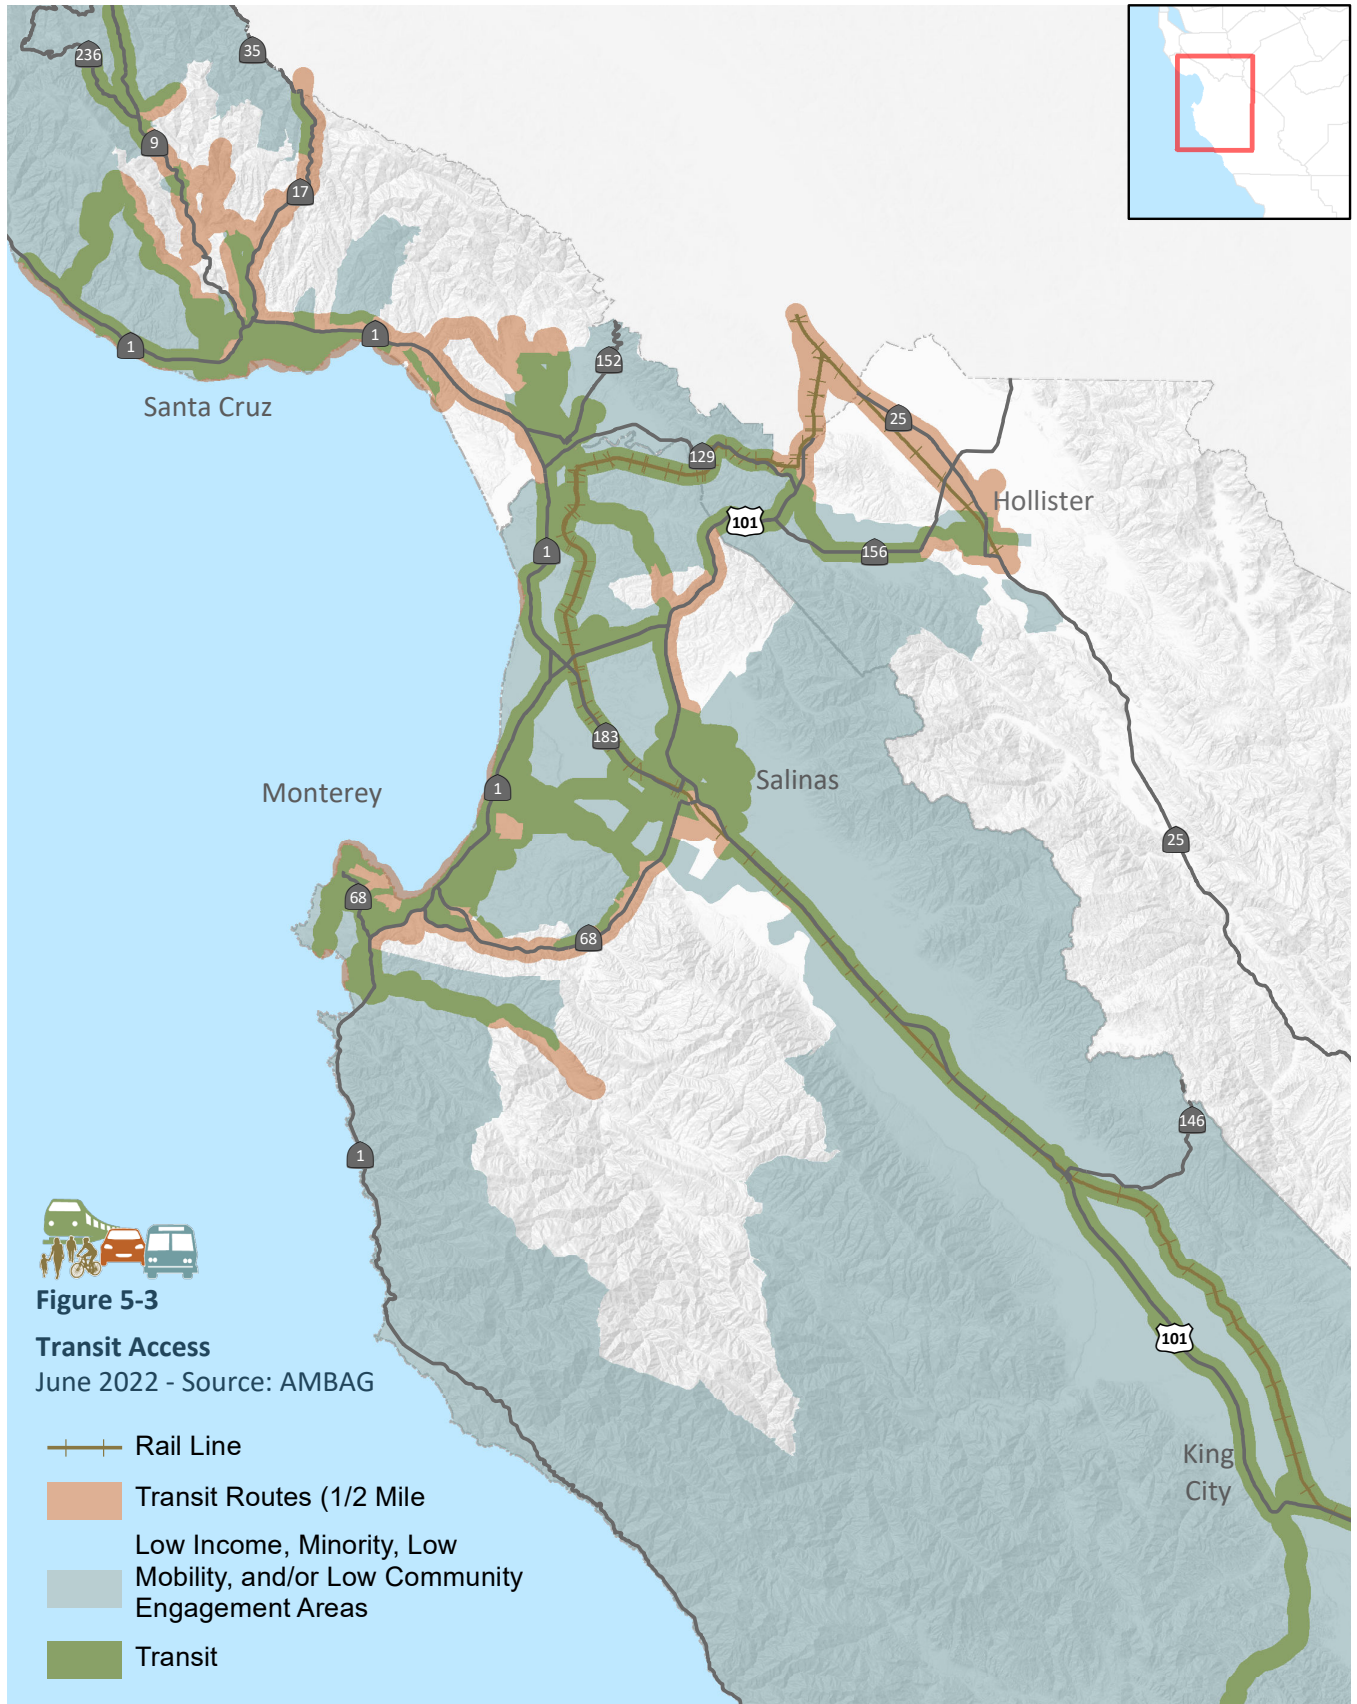 236
35
9
17
1
1
Santa Cruz
152
25
129
Hollister
101
156
1
183
Salinas
Monterey
1
68
68
25
146
1
Figure 5-3
Transit Access
June 2022 - Source: AMBAG
101
King
City
Rail Line
Transit Routes (1/2 Mile
Low Income, Minority, Low
Mobility, and/or Low Community
Engagement Areas
Transit